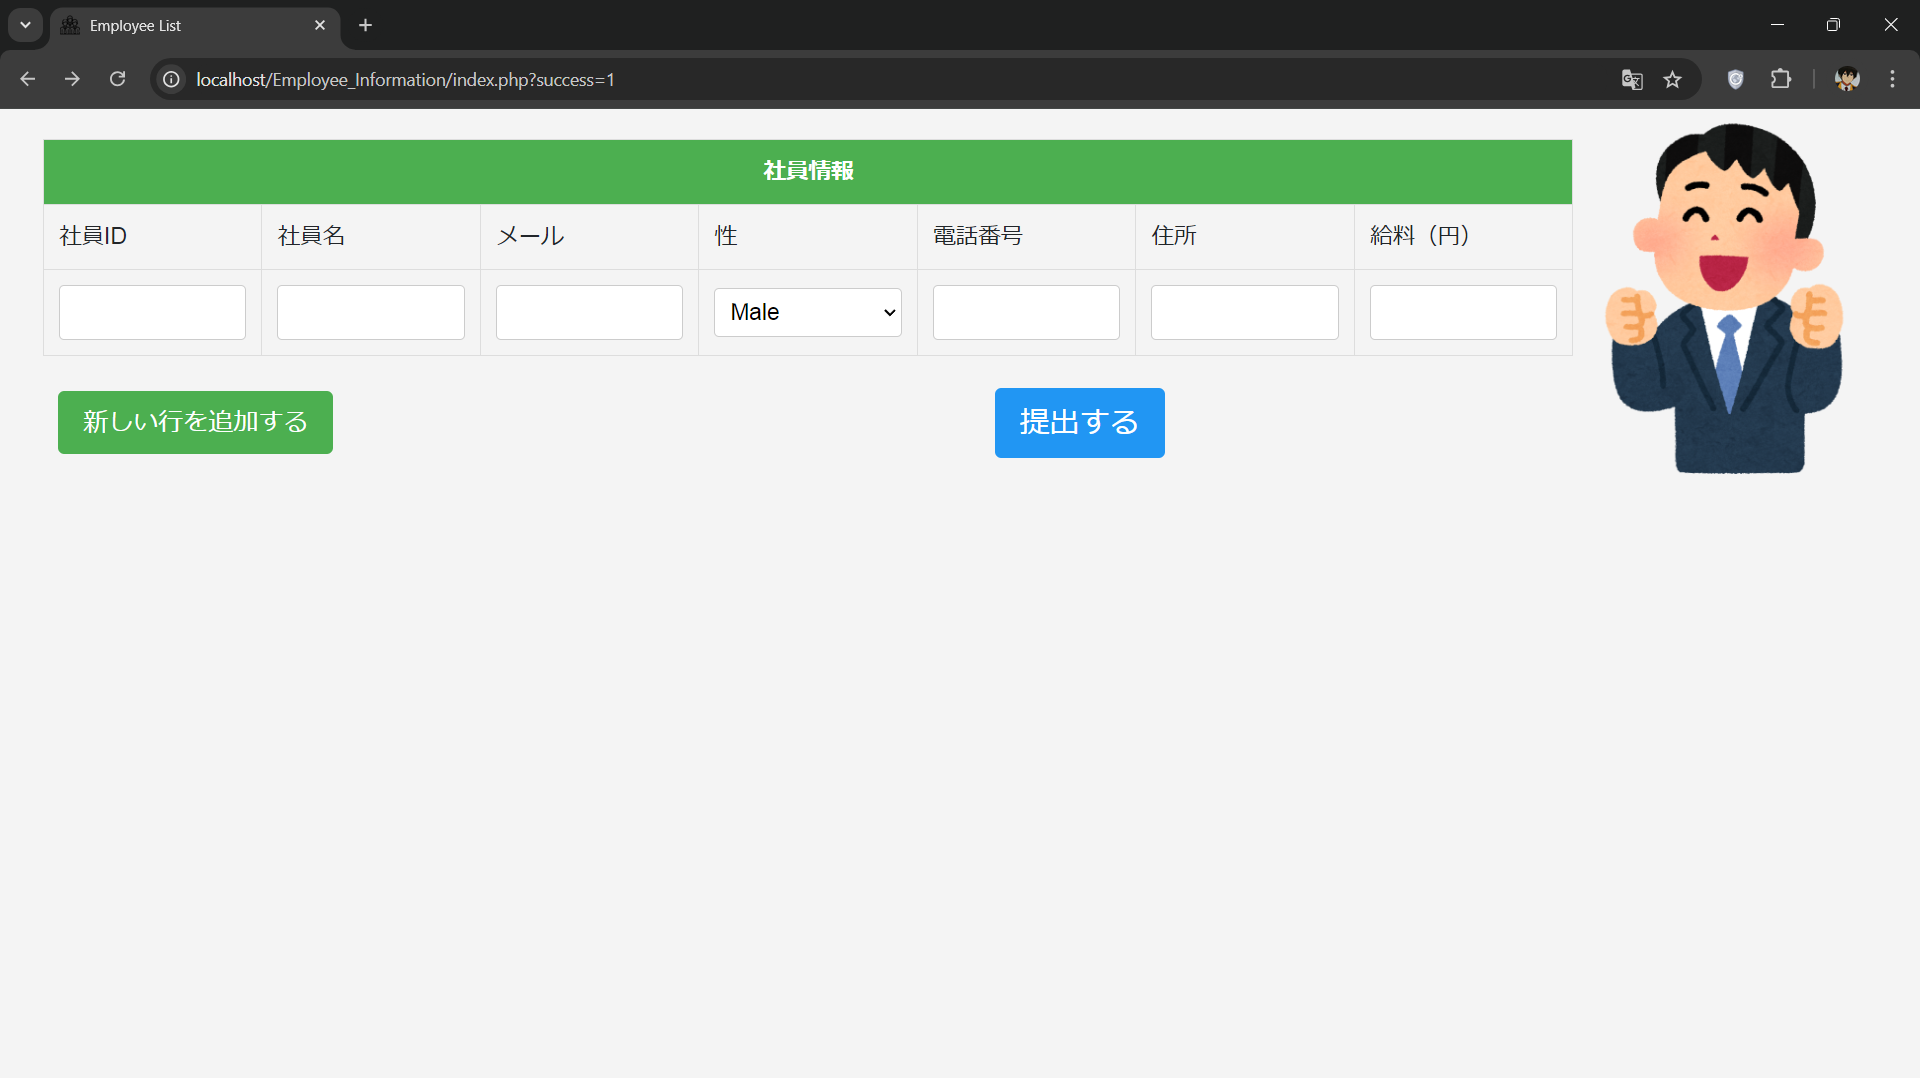 Employee List
localhost/Employee_Information/index.php?success=1
社員情報
社員ID 社員名 メール 性 電話番号 住所 給料（円）
Male
新しい行を追加する 提出する